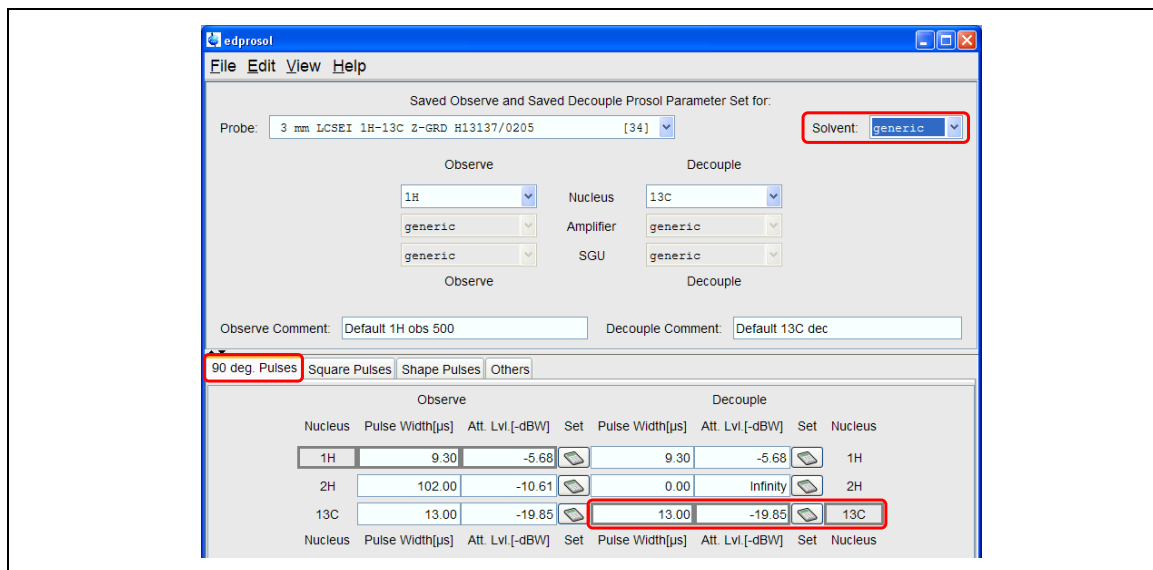 edprosol
File Edit View Help
Saved Observe and Saved Decouple Prosol Parameter Set for:
Probe: 3 mm LCSEI 1H-13C Z-GRD H13137/0205 [34] Solvent: generic
Observe Decouple
1H Nucleus 13C
generic Amplifier generic
generic SGU generic
Observe Decouple
Observe Comment: Default 1H obs 500 Decouple Comment: Default 13C dec
90 deg. Pulses Square Pulses Shape Pulses Others
Observe Decouple
Nucleus Pulse Width[µs] Att. Lvl.[-dBW] Set Pulse Width[µs] Att. Lvl.[-dBW] Set Nucleus
1H 9.30 -5.68 9.30 -5.68 1H
2H 102.00 -10.61 0.00 Infinity 2H
13C 13.00 -19.85 13.00 -19.85 13C
Nucleus Pulse Width[µs] Att. Lvl.[-dBW] Set Pulse Width[µs] Att. Lvl.[-dBW] Set Nucleus